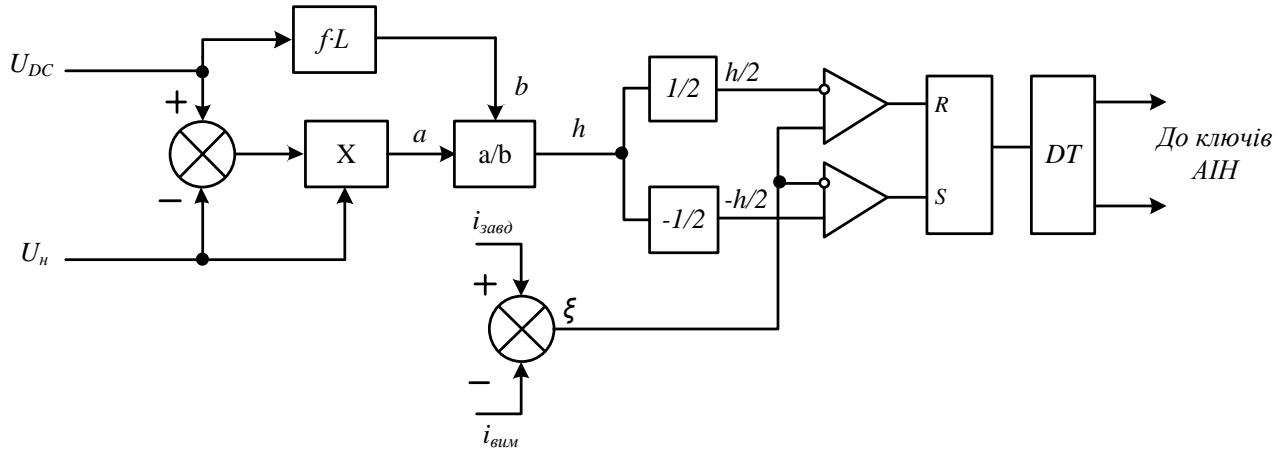 f·L
U_DC
b
+
1/2
h/2
R
X
a
a/b
h
DT
До ключів
АІН
−
-1/2
-h/2
S
i_завд
U_н
+
ξ
−
i_вим